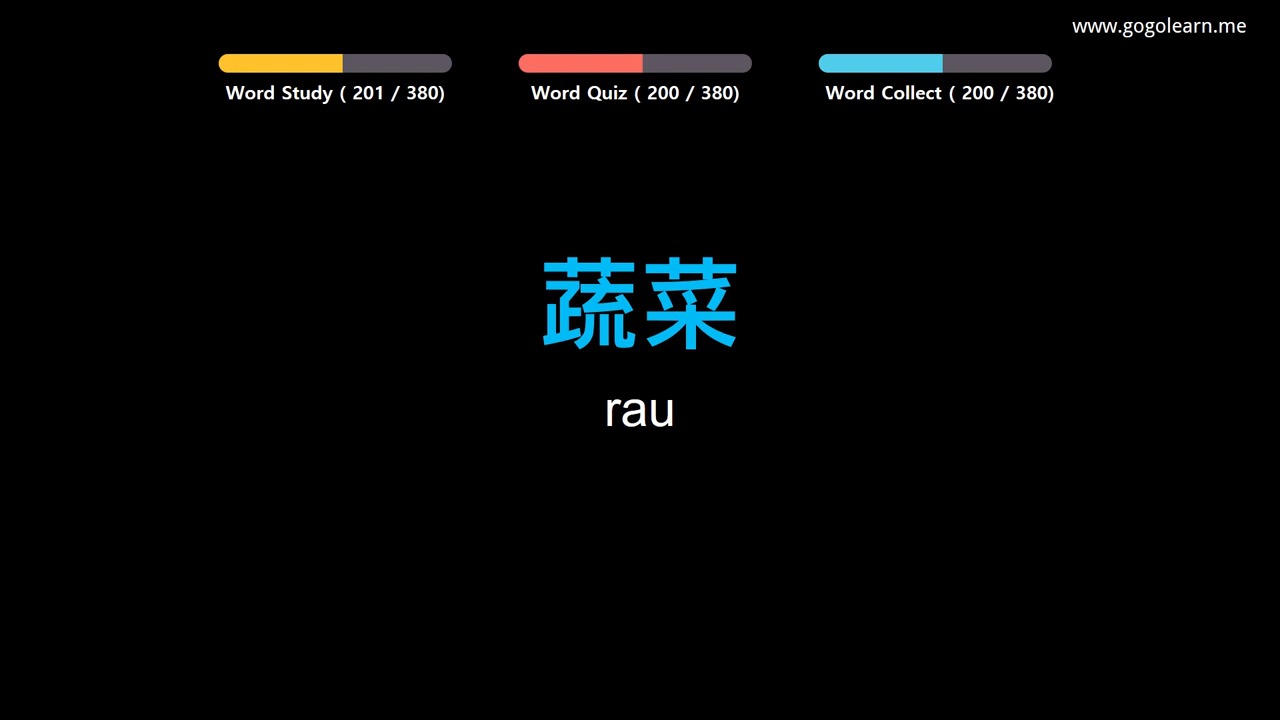 www.gogolearn.me
Word Study ( 201 / 380)
Word Quiz ( 200 / 380)
Word Collect ( 200 / 380)
蔬菜
rau